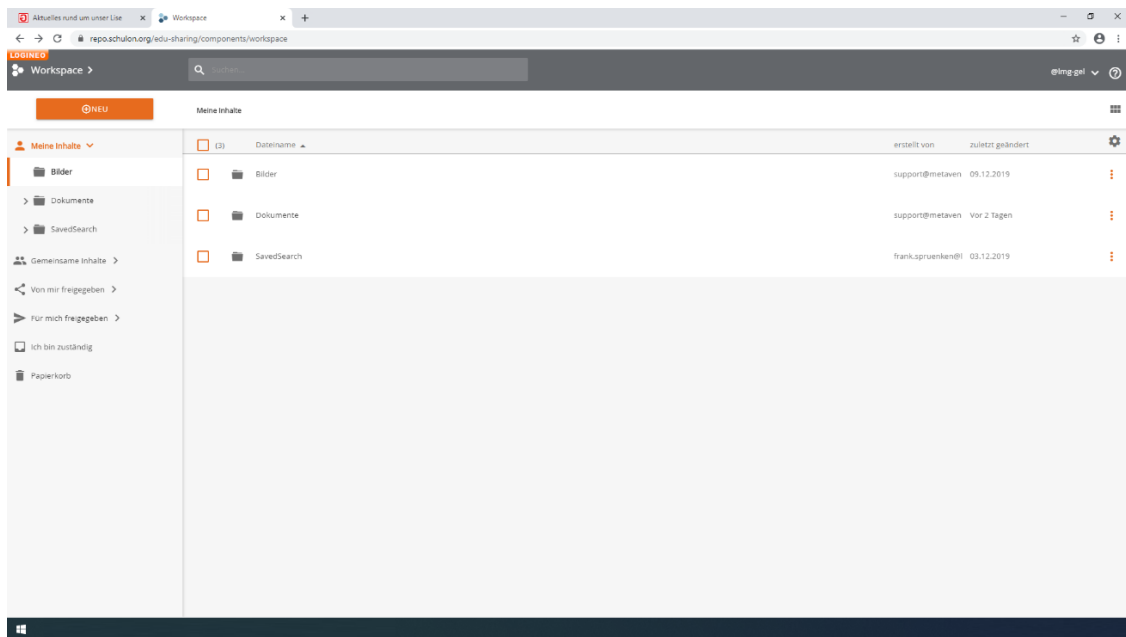 Aktuelles rund um unser Lise
Workspace
repo.schulon.org/edu-sharing/components/workspace
LOGINEO
Workspace
Suchen...
@lmg-gel
NEU
Meine Inhalte
Meine Inhalte
(3) Dateiname erstellt von zuletzt geändert
Bilder
Bilder support@metaven 09.12.2019
Dokumente
Dokumente support@metaven Vor 2 Tagen
SavedSearch
SavedSearch frank.spruenken@l 03.12.2019
Gemeinsame Inhalte
Von mir freigegeben
Für mich freigegeben
Ich bin zuständig
Papierkorb